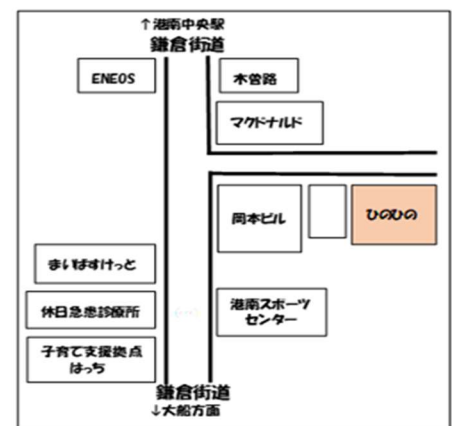 ↑港南中央駅
鎌倉街道
ENEOS
木曽路
マクドナルド
岡本ビル
ひのひの
まいばすけっと
休日急患診療所
港南スポーツ
センター
子育て支援拠点
はっち
鎌倉街道
↓大船方面